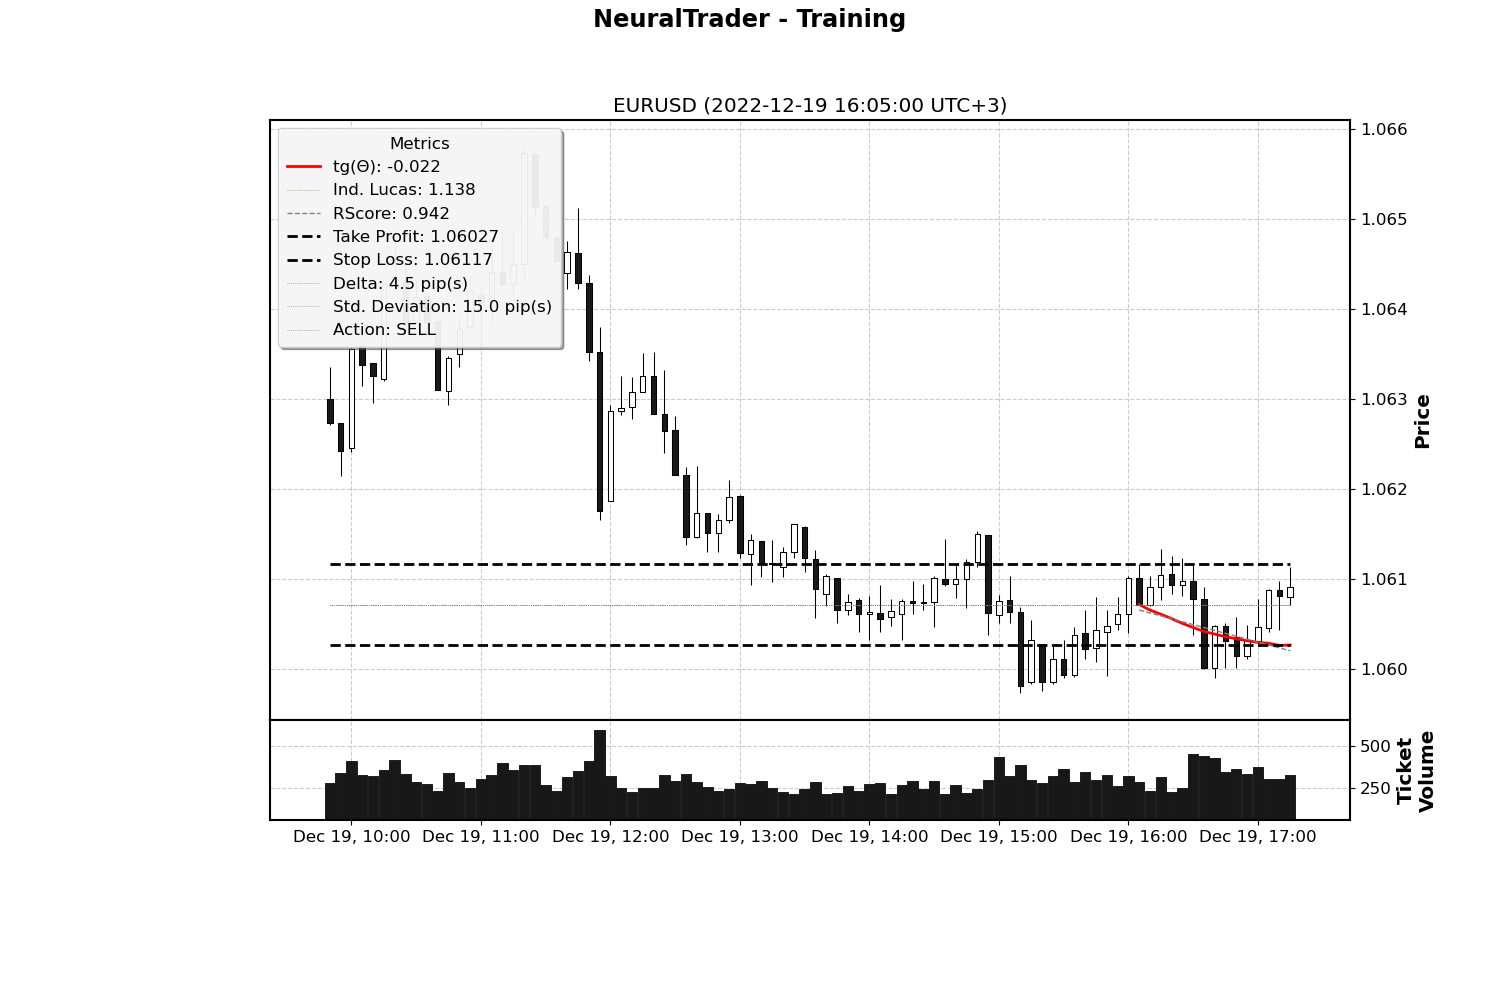 NeuralTrader - Training
EURUSD (2022-12-19 16:05:00 UTC+3)
Metrics
tg(Θ): -0.022
Ind. Lucas: 1.138
RScore: 0.942
Take Profit: 1.06027
Stop Loss: 1.06117
Delta: 4.5 pip(s)
Std. Deviation: 15.0 pip(s)
Action: SELL
1.066
1.065
1.064
1.063
1.062
1.061
1.060
Price
500
250
Ticket
Volume
Dec 19, 10:00 Dec 19, 11:00 Dec 19, 12:00 Dec 19, 13:00 Dec 19, 14:00 Dec 19, 15:00 Dec 19, 16:00 Dec 19, 17:00